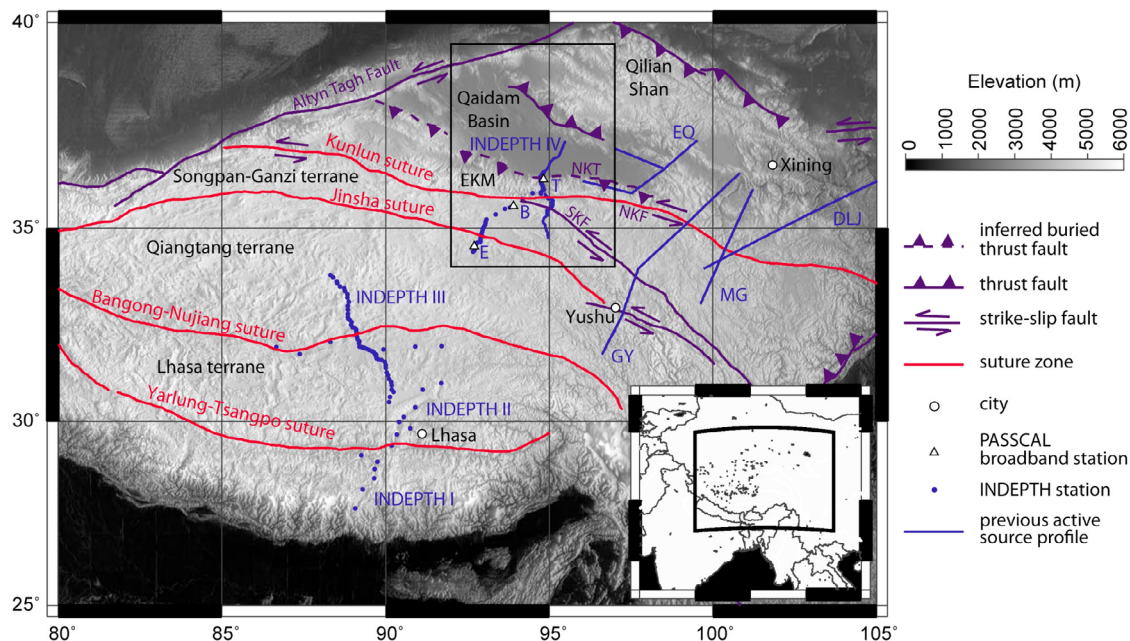 40°
35°
30°
25°
80°
85°
90°
95°
100°
105°
Altyn Tagh Fault
Qilian
Shan
Qaidam
Basin
INDEPTH IV
EQ
Xining
Kunlun suture
Songpan-Ganzi terrane
EKM
NKT
T
Jinsha suture
B
SKF
NKF
DLJ
Qiangtang terrane
E
INDEPTH III
MG
Bangong-Nujiang suture
Yushu
GY
Lhasa terrane
INDEPTH II
Yarlung-Tsangpo suture
Lhasa
INDEPTH I
Elevation (m)
0
1000
2000
3000
4000
5000
6000
inferred buried
thrust fault
thrust fault
strike-slip fault
suture zone
city
PASSCAL
broadband station
INDEPTH station
previous active
source profile